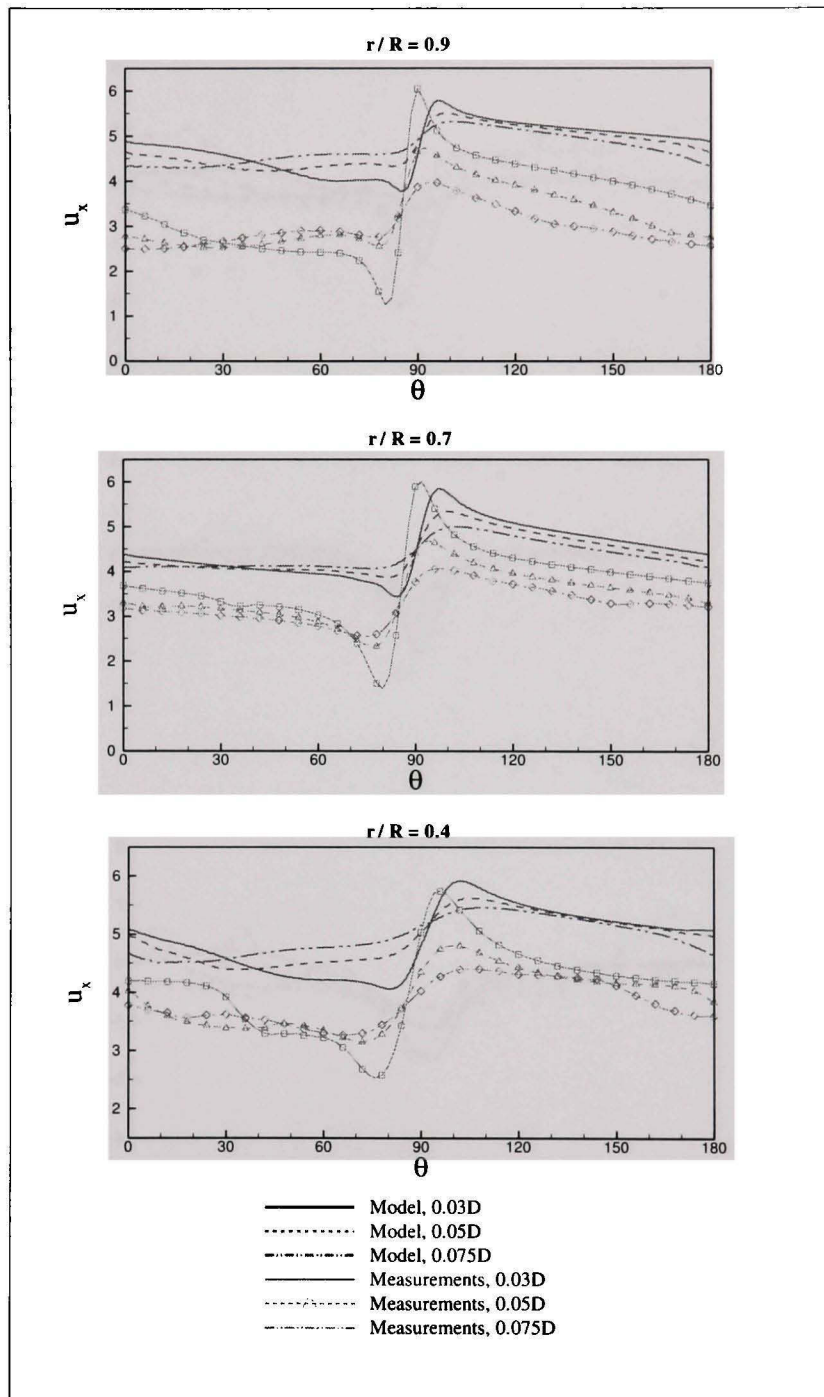 r / R = 0.9
6
5
4
3
2
1
0
u_x
0 30 60 90 120 150 180
θ
r / R = 0.7
6
5
4
3
2
1
0
u_x
0 30 60 90 120 150 180
θ
r / R = 0.4
6
5
4
3
2
u_x
0 30 60 90 120 150 180
θ
Model, 0.03D
Model, 0.05D
Model, 0.075D
Measurements, 0.03D
Measurements, 0.05D
Measurements, 0.075D